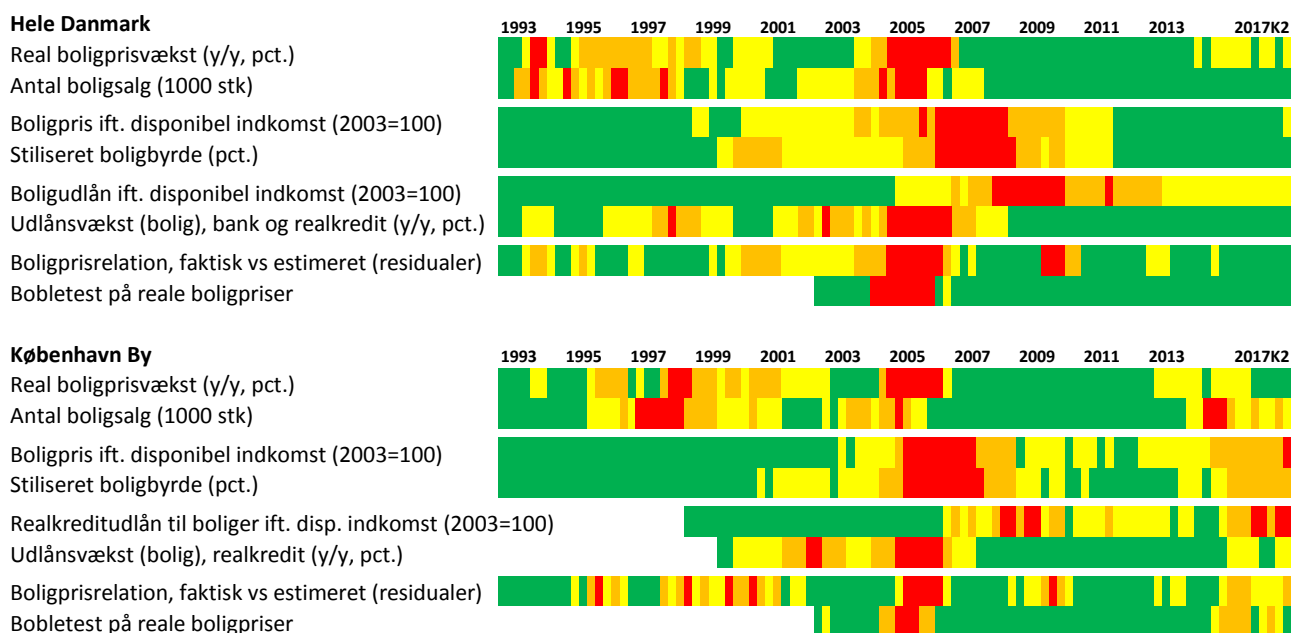 Hele Danmark 1993 1995 1997 1999 2001 2003 2005 2007 2009 2011 2013 2017K2
Real boligprisvækst (y/y, pct.)
Antal boligsalg (1000 stk)
Boligpris ift. disponibel indkomst (2003=100)
Stiliseret boligbyrde (pct.)
Boligudlån ift. disponibel indkomst (2003=100)
Udlånsvækst (bolig), bank og realkredit (y/y, pct.)
Boligprisrelation, faktisk vs estimeret (residualer)
Bobletest på reale boligpriser
København By 1993 1995 1997 1999 2001 2003 2005 2007 2009 2011 2013 2017K2
Real boligprisvækst (y/y, pct.)
Antal boligsalg (1000 stk)
Boligpris ift. disponibel indkomst (2003=100)
Stiliseret boligbyrde (pct.)
Realkreditudlån til boliger ift. disp. indkomst (2003=100)
Udlånsvækst (bolig), realkredit (y/y, pct.)
Boligprisrelation, faktisk vs estimeret (residualer)
Bobletest på reale boligpriser